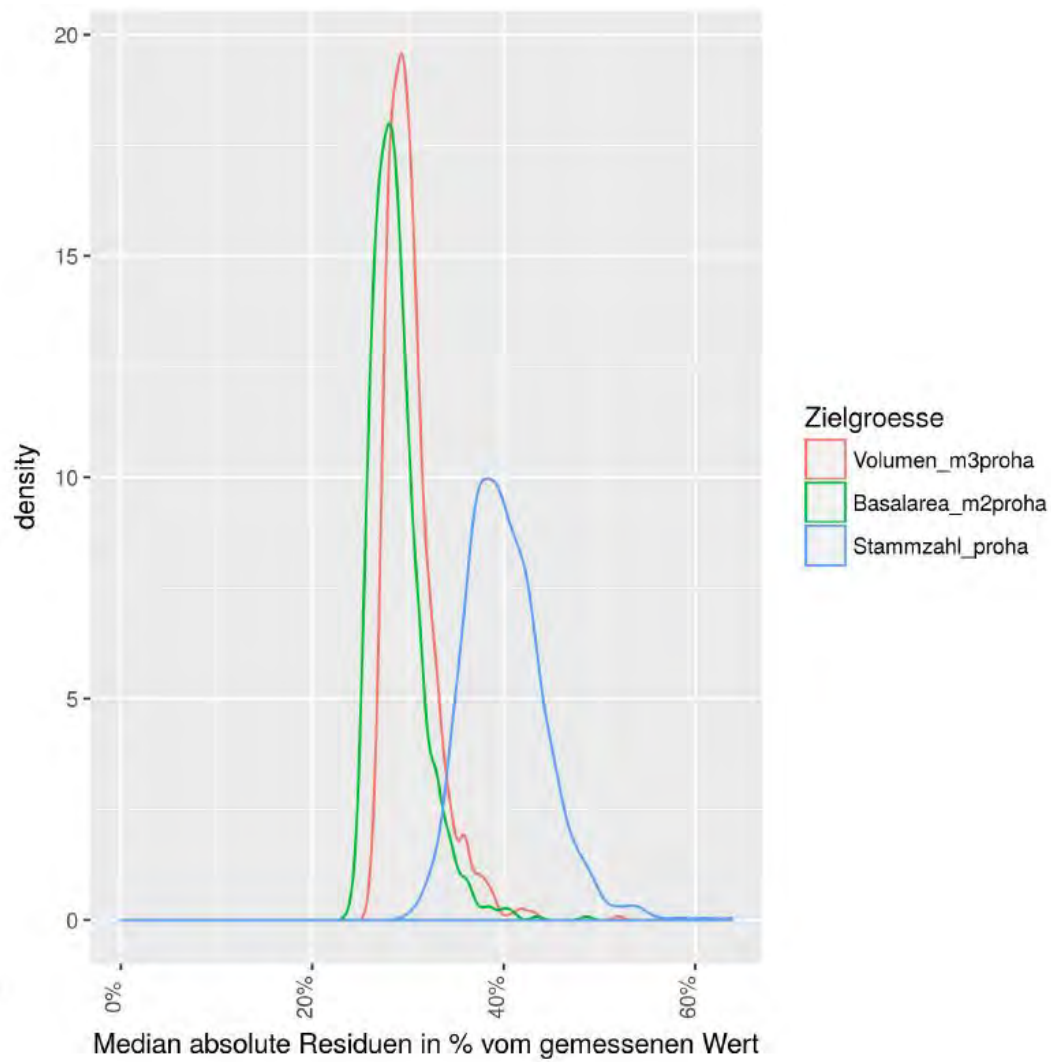 20
15
10
5
0
density
0%
20%
40%
60%
Median absolute Residuen in % vom gemessenen Wert
Zielgroesse
Volumen_m3proha
Basalarea_m2proha
Stammzahl_proha